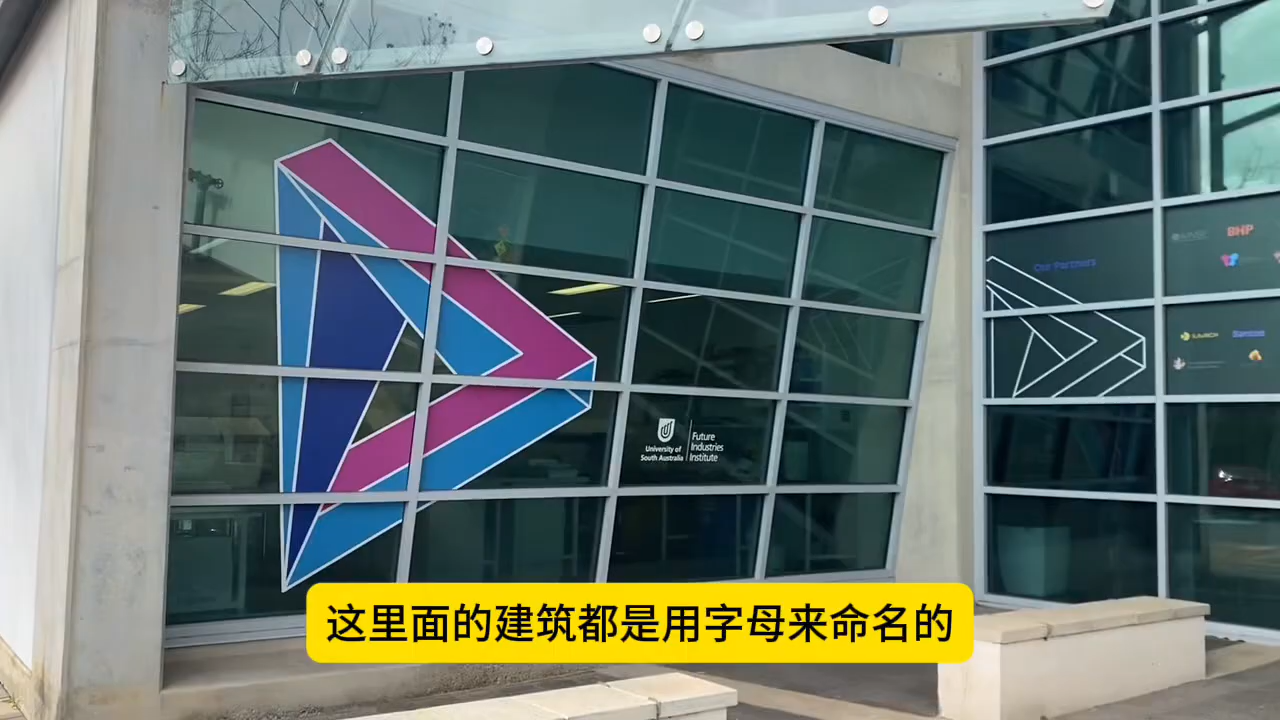 Our Partners
BHP
University of
South Australia
Future
Industries
Institute
Santos
这里面的建筑都是用字母来命名的